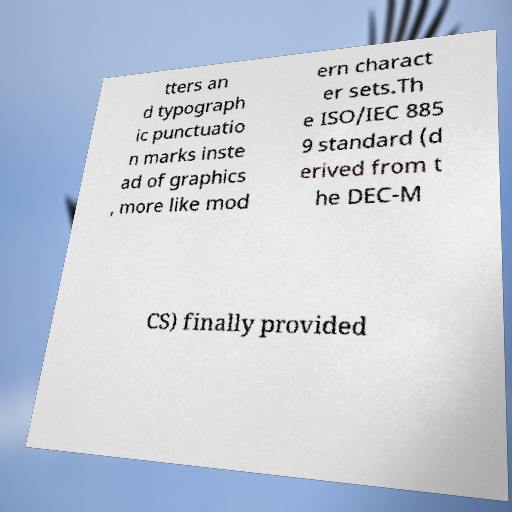 tters an
d typograph
ic punctuatio
n marks inste
ad of graphics
, more like mod
ern charact
er sets.Th
e ISO/IEC 885
9 standard (d
erived from t
he DEC-M
CS) finally provided